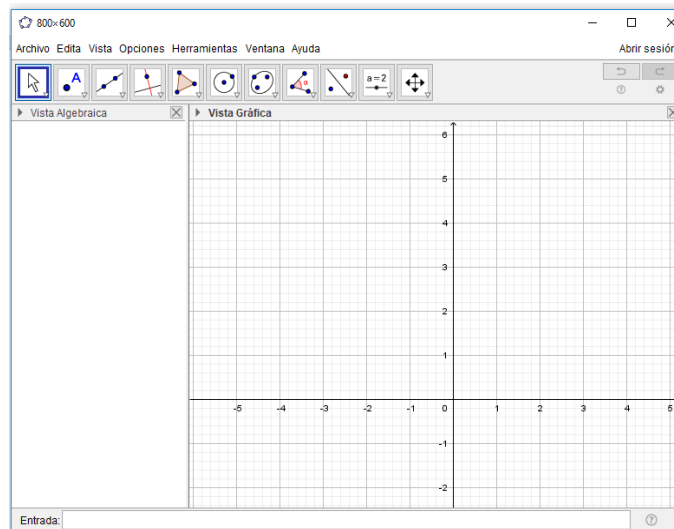 800×600
Archivo Edita Vista Opciones Herramientas Ventana Ayuda Abrir sesión
A α a=2
Vista Algebraica Vista Gráfica
6
5
4
3
2
1
-5 -4 -3 -2 -1 0 1 2 3 4 5
-1
-2
Entrada: